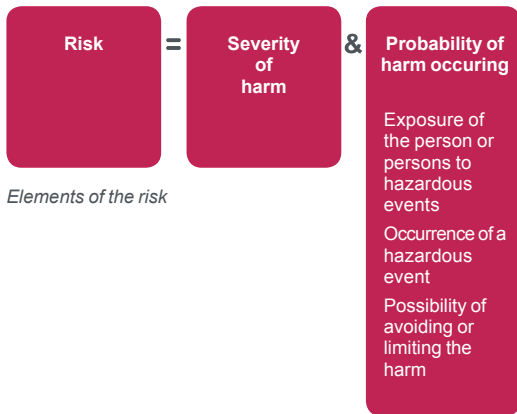 Risk
=
Severity
of
harm
&
Probability of
harm occuring
Exposure of
the person or
persons to
hazardous
events
Occurrence of a
hazardous
event
Possibility of
avoiding or
limiting the
harm
Elements of the risk